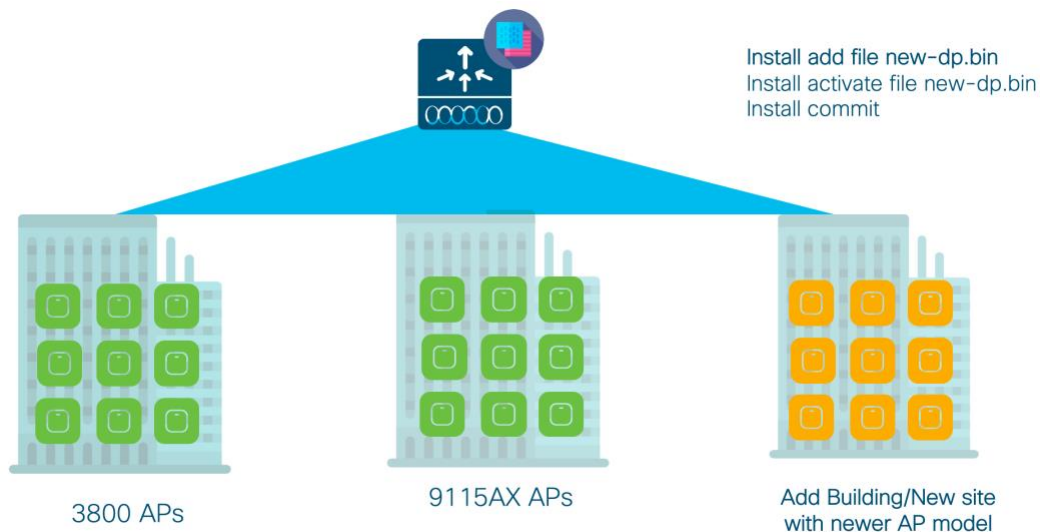 Install add file new-dp.bin
Install activate file new-dp.bin
Install commit
3800 APs
9115AX APs
Add Building/New site
with newer AP model